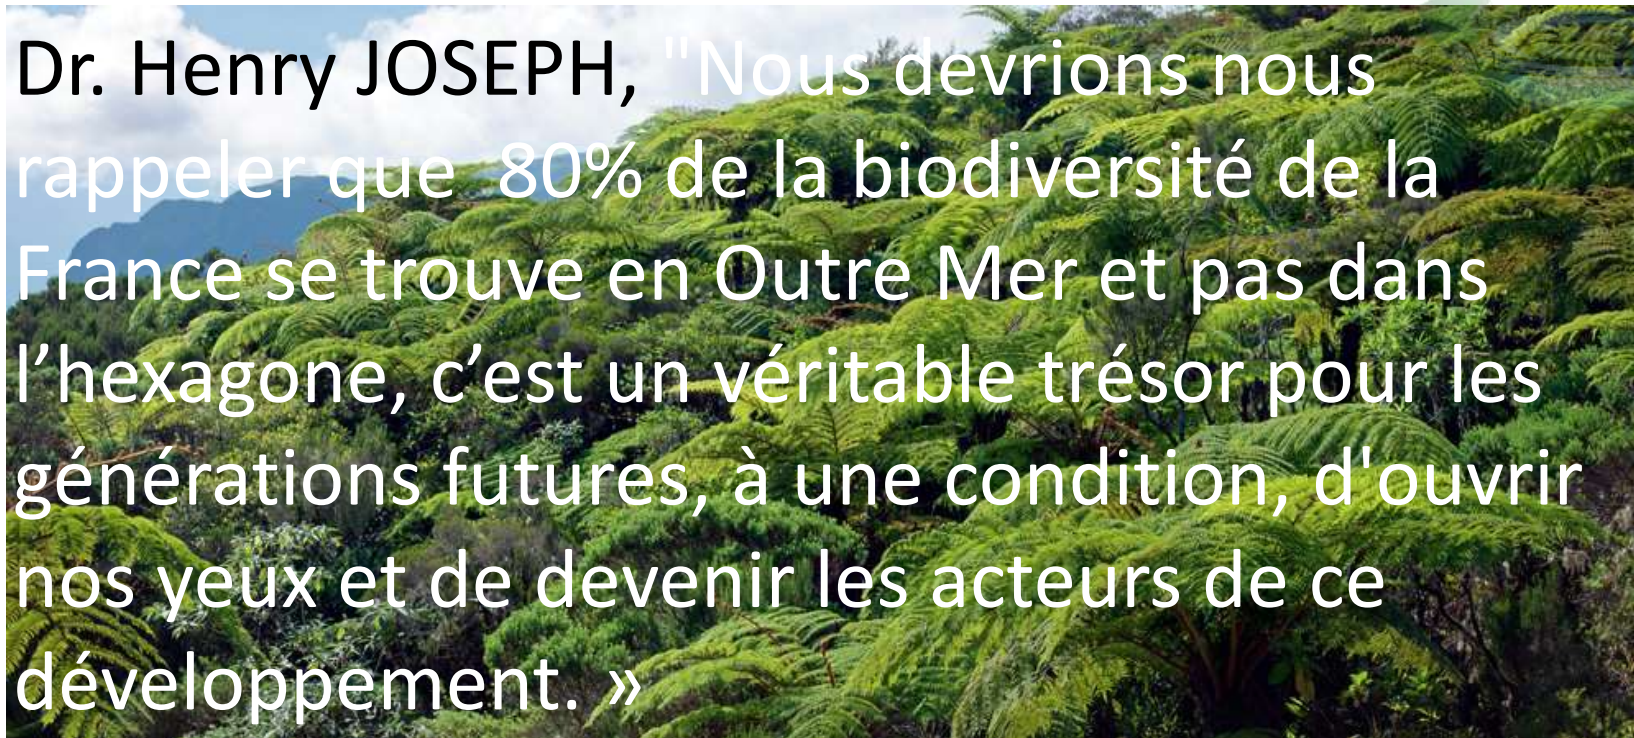 Dr. Henry JOSEPH, "Nous devrions nous
rappeler que  80% de la biodiversité de la
France se trouve en Outre Mer et pas dans
l’hexagone, c’est un véritable trésor pour les
générations futures, à une condition, d'ouvrir
nos yeux et de devenir les acteurs de ce
développement. »